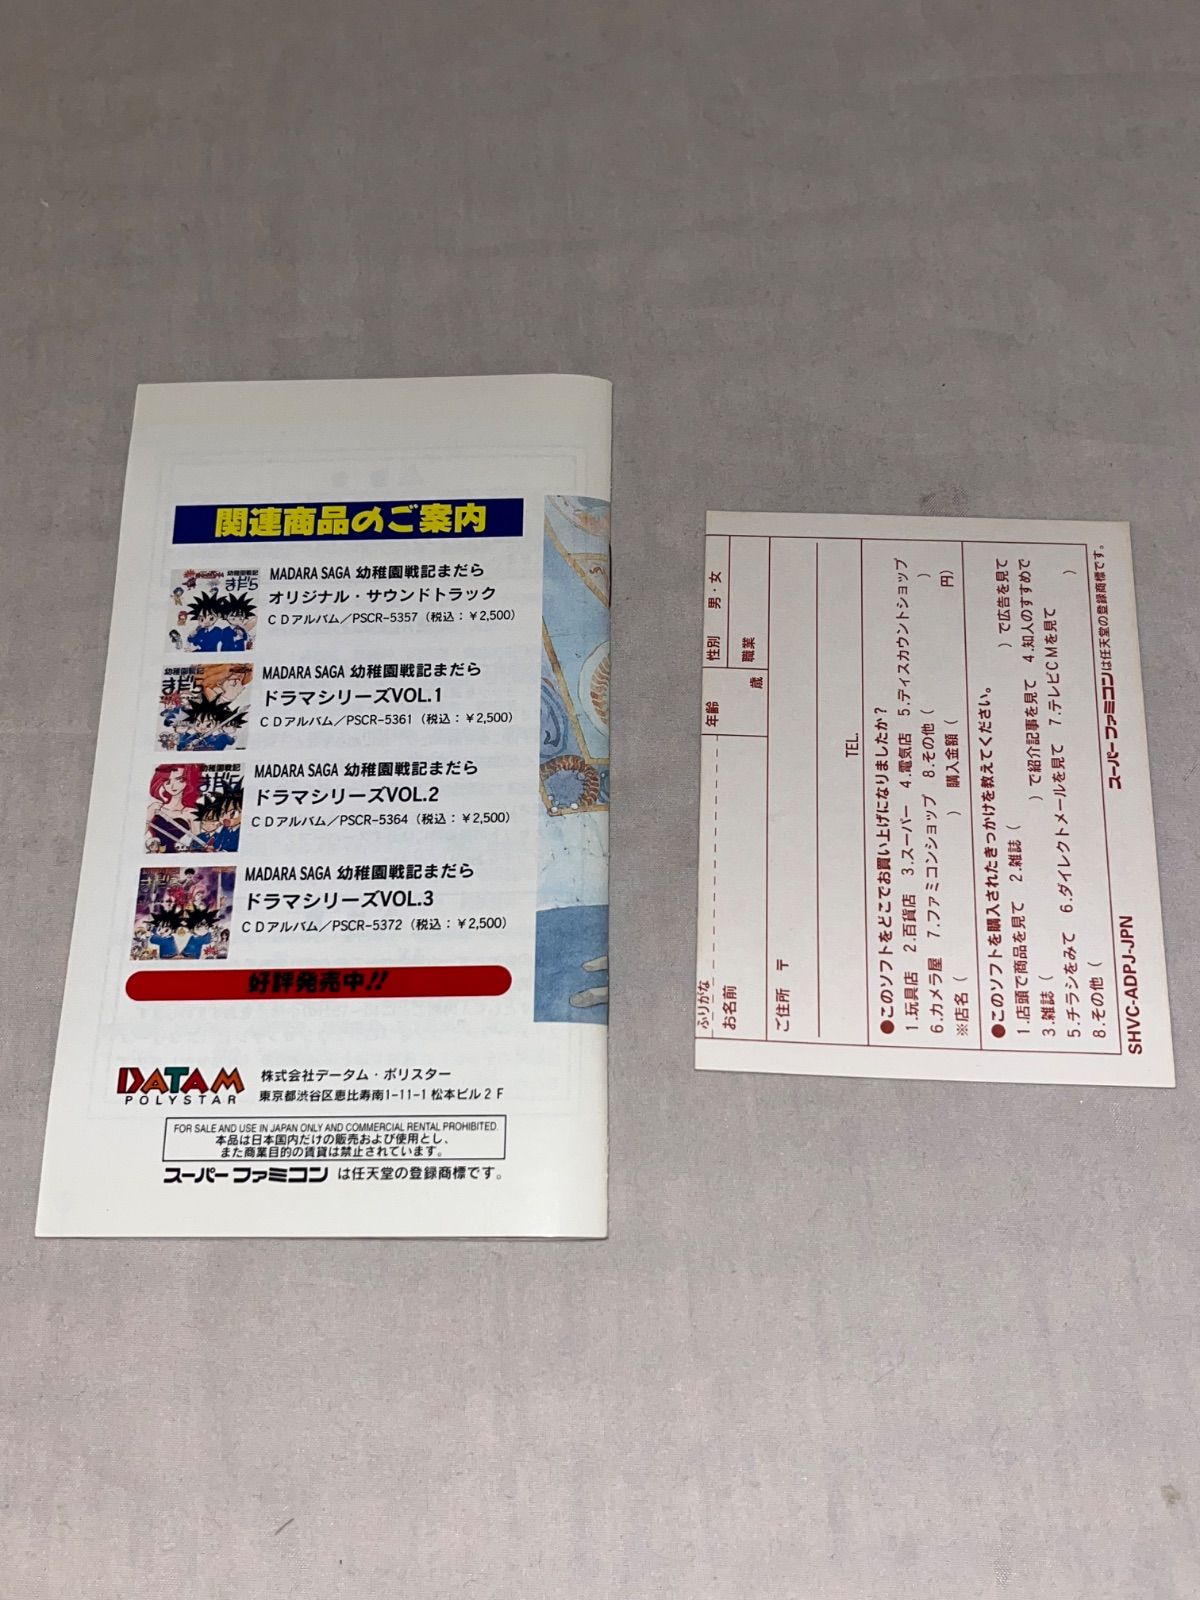 関連商品のご案内
MADARA SAGA 幼稚園戦記まだら
オリジナル・サウンドトラック
CDアルバム／PSCR-5357（税込：￥2,500）
MADARA SAGA 幼稚園戦記まだら
ドラマシリーズVOL.1
CDアルバム／PSCR-5361（税込：￥2,500）
MADARA SAGA 幼稚園戦記まだら
ドラマシリーズVOL.2
CDアルバム／PSCR-5364（税込：￥2,500）
MADARA SAGA 幼稚園戦記まだら
ドラマシリーズVOL.3
CDアルバム／PSCR-5372（税込：￥2,500）
好評発売中!!
DATAM
POLYSTAR
株式会社データム・ポリスター
東京都渋谷区恵比寿南1-11-1 松本ビル2F
FOR SALE AND USE IN JAPAN ONLY AND COMMERCIAL RENTAL PROHIBITED.
本品は日本国内だけの販売および使用とし、
また商業目的の賃貸は禁止されています。
スーパーファミコン は任天堂の登録商標です。
ふりがな
お名前
年齢
歳
性別
男・女
職業
ご住所 〒
TEL.
●このソフトをどこでお買い上げになりましたか？
1.玩具店 2.百貨店 3.スーパー 4.電気店 5.ディスカウントショップ
6.カメラ屋 7.ファミコンショップ 8.その他（ ）
※店名（ ） 購入金額（ 円）
●このソフトを購入されたきっかけを教えてください。
1.店頭で商品を見て 2.雑誌（ ）で広告を見て
3.雑誌（ ）で紹介記事を見て 4.知人のすすめで
5.チラシをみて 6.ダイレクトメールを見て 7.テレビCMを見て
8.その他（ ）
SHVC-ADPJ-JPN
スーパーファミコンは任天堂の登録商標です。